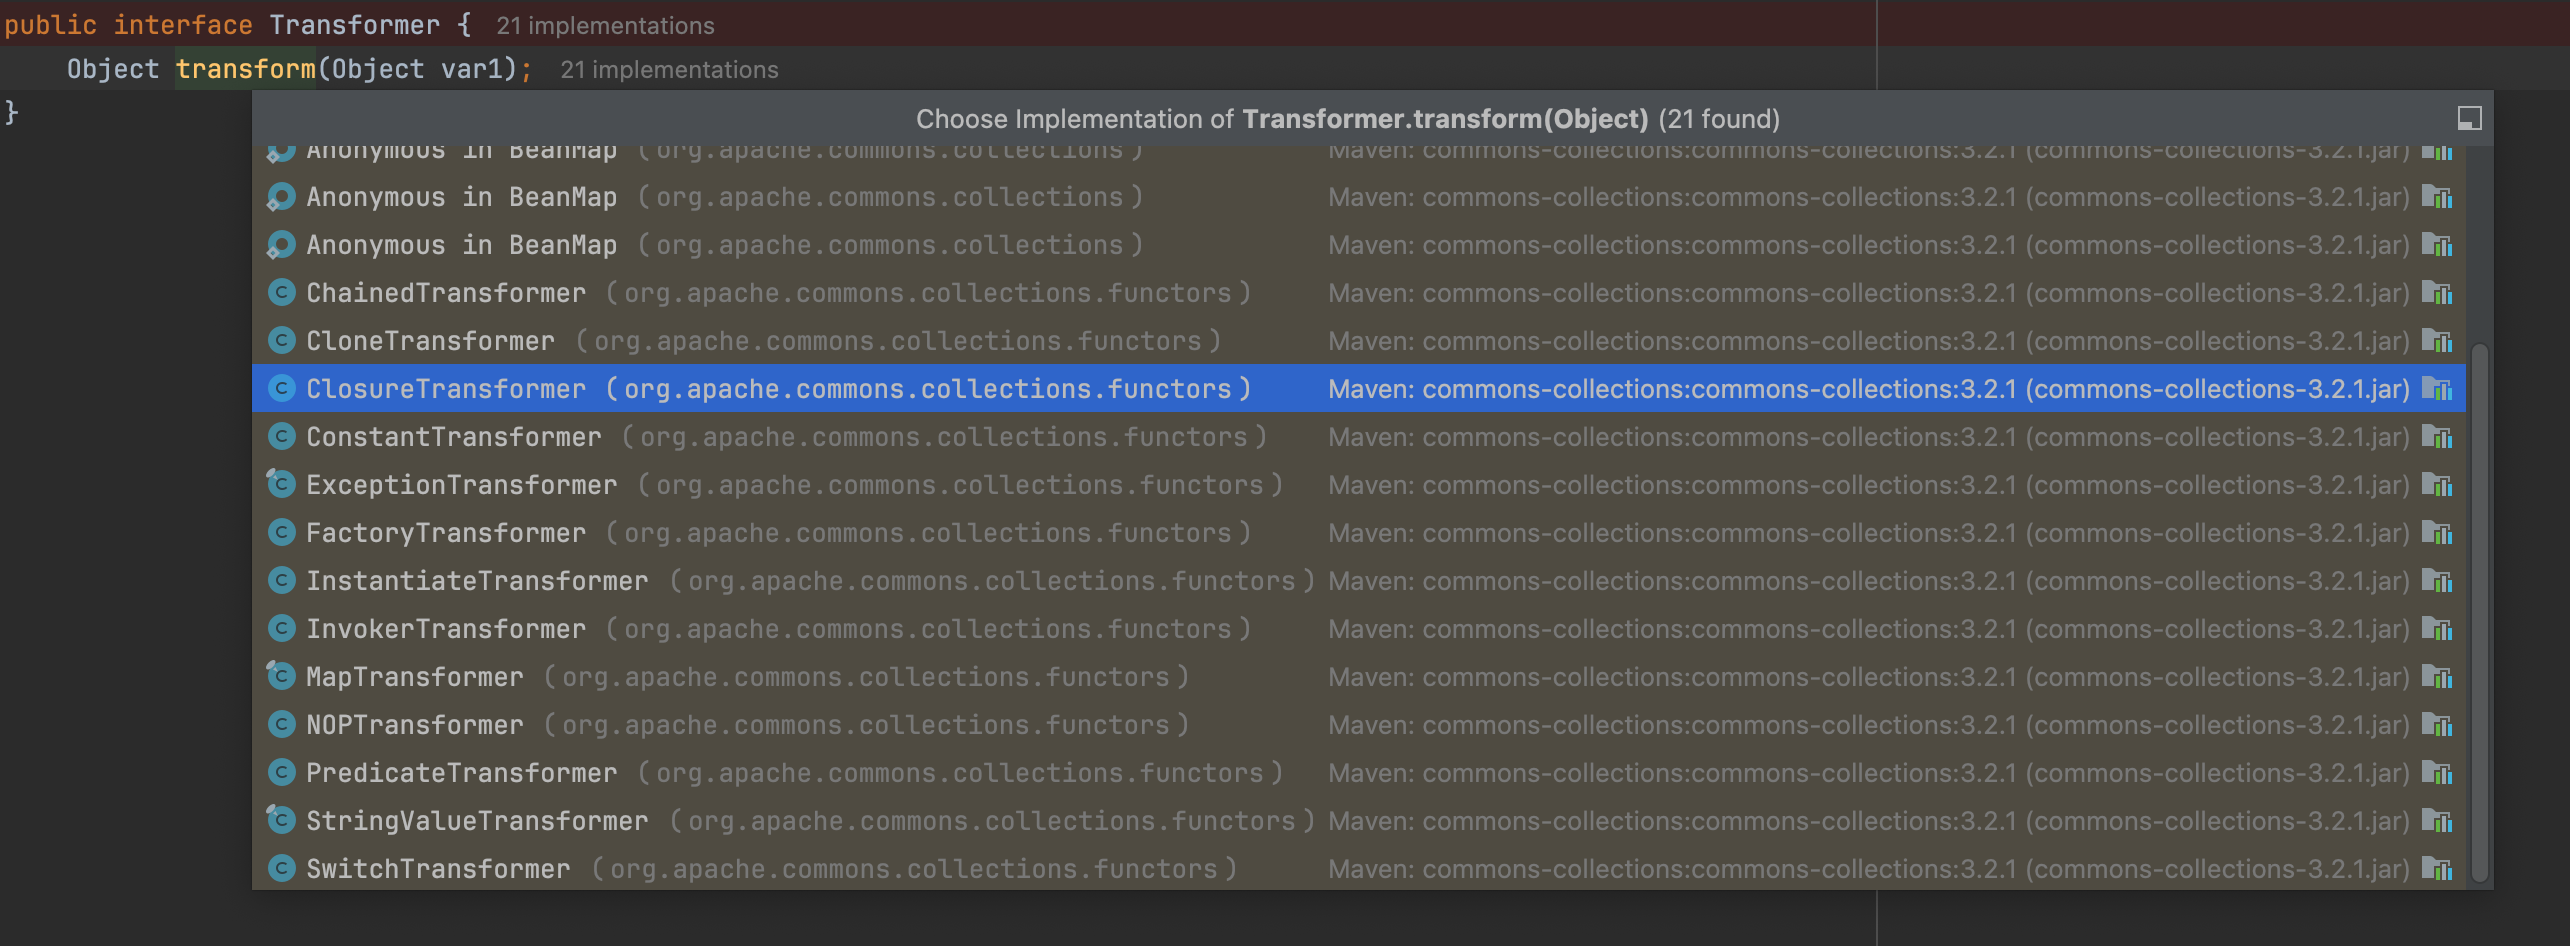 public interface Transformer {   21 implementations
    Object transform(Object var1);   21 implementations
}
Choose Implementation of Transformer.transform(Object) (21 found)
Anonymous in BeanMap (org.apache.commons.collections) Maven: commons-collections:commons-collections:3.2.1 (commons-collections-3.2.1.jar)
Anonymous in BeanMap (org.apache.commons.collections) Maven: commons-collections:commons-collections:3.2.1 (commons-collections-3.2.1.jar)
Anonymous in BeanMap (org.apache.commons.collections) Maven: commons-collections:commons-collections:3.2.1 (commons-collections-3.2.1.jar)
ChainedTransformer (org.apache.commons.collections.functors) Maven: commons-collections:commons-collections:3.2.1 (commons-collections-3.2.1.jar)
CloneTransformer (org.apache.commons.collections.functors) Maven: commons-collections:commons-collections:3.2.1 (commons-collections-3.2.1.jar)
ClosureTransformer (org.apache.commons.collections.functors) Maven: commons-collections:commons-collections:3.2.1 (commons-collections-3.2.1.jar)
ConstantTransformer (org.apache.commons.collections.functors) Maven: commons-collections:commons-collections:3.2.1 (commons-collections-3.2.1.jar)
ExceptionTransformer (org.apache.commons.collections.functors) Maven: commons-collections:commons-collections:3.2.1 (commons-collections-3.2.1.jar)
FactoryTransformer (org.apache.commons.collections.functors) Maven: commons-collections:commons-collections:3.2.1 (commons-collections-3.2.1.jar)
InstantiateTransformer (org.apache.commons.collections.functors) Maven: commons-collections:commons-collections:3.2.1 (commons-collections-3.2.1.jar)
InvokerTransformer (org.apache.commons.collections.functors) Maven: commons-collections:commons-collections:3.2.1 (commons-collections-3.2.1.jar)
MapTransformer (org.apache.commons.collections.functors) Maven: commons-collections:commons-collections:3.2.1 (commons-collections-3.2.1.jar)
NOPTransformer (org.apache.commons.collections.functors) Maven: commons-collections:commons-collections:3.2.1 (commons-collections-3.2.1.jar)
PredicateTransformer (org.apache.commons.collections.functors) Maven: commons-collections:commons-collections:3.2.1 (commons-collections-3.2.1.jar)
StringValueTransformer (org.apache.commons.collections.functors) Maven: commons-collections:commons-collections:3.2.1 (commons-collections-3.2.1.jar)
SwitchTransformer (org.apache.commons.collections.functors) Maven: commons-collections:commons-collections:3.2.1 (commons-collections-3.2.1.jar)